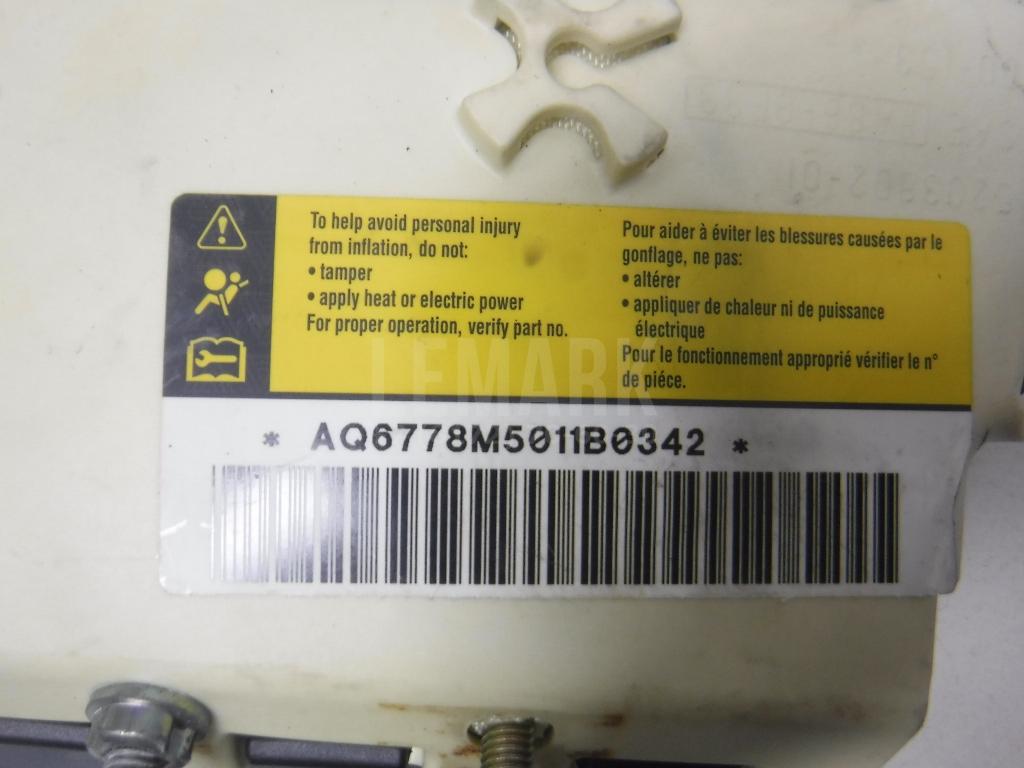 To help avoid personal injury
from inflation, do not:
• tamper
• apply heat or electric power
For proper operation, verify part no.
Pour aider à éviter les blessures causées par le
gonflage, ne pas:
• altérer
• appliquer de chaleur ni de puissance
électrique
Pour le fonctionnement approprié vérifier le n°
de piéce.
LEMARK
* AQ6778M5011B0342 *